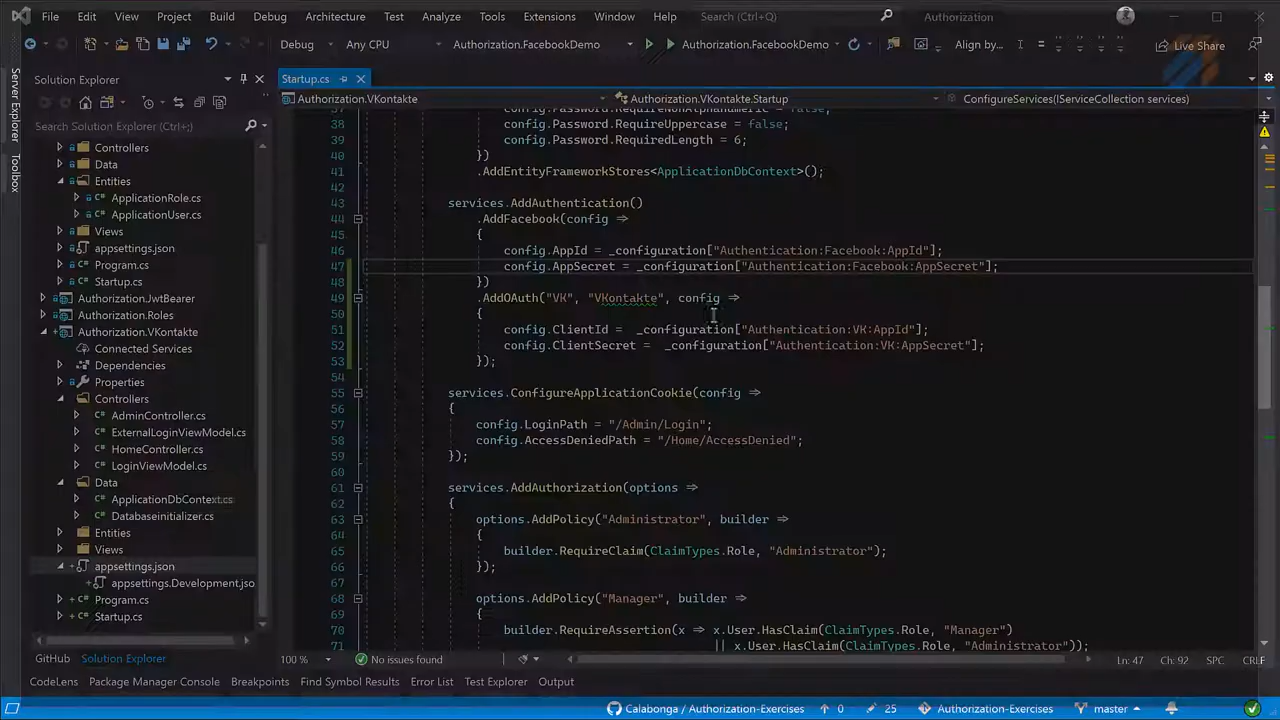 File Edit View Project Build Debug Architecture Test Analyze Tools Extensions Window Help Search (Ctrl+Q) Authorization
Debug Any CPU Authorization.FacebookDemo Authorization.FacebookDemo Align by... Live Share
Server Explorer
Toolbox
Solution Explorer
Search Solution Explorer (Ctrl+;)
Controllers
Data
Entities
C# ApplicationRole.cs
C# ApplicationUser.cs
Views
appsettings.json
C# Program.cs
C# Startup.cs
Authorization.JwtBearer
Authorization.Roles
Authorization.VKontakte
Connected Services
Dependencies
Properties
Controllers
C# AdminController.cs
C# ExternalLoginViewModel.cs
C# HomeController.cs
C# LoginViewModel.cs
Data
C# ApplicationDbContext.cs
C# Databaseinitializer.cs
Entities
Views
appsettings.json
appsettings.Development.jso
C# Program.cs
C# Startup.cs
GitHub Solution Explorer
Startup.cs
Authorization.VKontakte Authorization.VKontakte.Startup ConfigureServices(IServiceCollection services)
37 config.Password.RequireNonAlphanumeric = false;
38 config.Password.RequireUppercase = false;
39 config.Password.RequiredLength = 6;
40 })
41 .AddEntityFrameworkStores<ApplicationDbContext>();
42
43 services.AddAuthentication()
44 .AddFacebook(config =>
45 {
46 config.AppId = _configuration["Authentication:Facebook:AppId"];
47 config.AppSecret = _configuration["Authentication:Facebook:AppSecret"];
48 })
49 .AddOAuth("VK", "VKontakte", config =>
50 {
51 config.ClientId = _configuration["Authentication:VK:AppId"];
52 config.ClientSecret = _configuration["Authentication:VK:AppSecret"];
53 });
54
55 services.ConfigureApplicationCookie(config =>
56 {
57 config.LoginPath = "/Admin/Login";
58 config.AccessDeniedPath = "/Home/AccessDenied";
59 });
60
61 services.AddAuthorization(options =>
62 {
63 options.AddPolicy("Administrator", builder =>
64 {
65 builder.RequireClaim(ClaimTypes.Role, "Administrator");
66 });
67
68 options.AddPolicy("Manager", builder =>
69 {
70 builder.RequireAssertion(x => x.User.HasClaim(ClaimTypes.Role, "Manager")
71 || x.User.HasClaim(ClaimTypes.Role, "Administrator"));
100 % No issues found Ln: 47 Ch: 92 SPC CRLF
CodeLens Package Manager Console Breakpoints Find Symbol Results Error List Test Explorer Output
Calabonga / Authorization-Exercises 0 25 Authorization-Exercises master